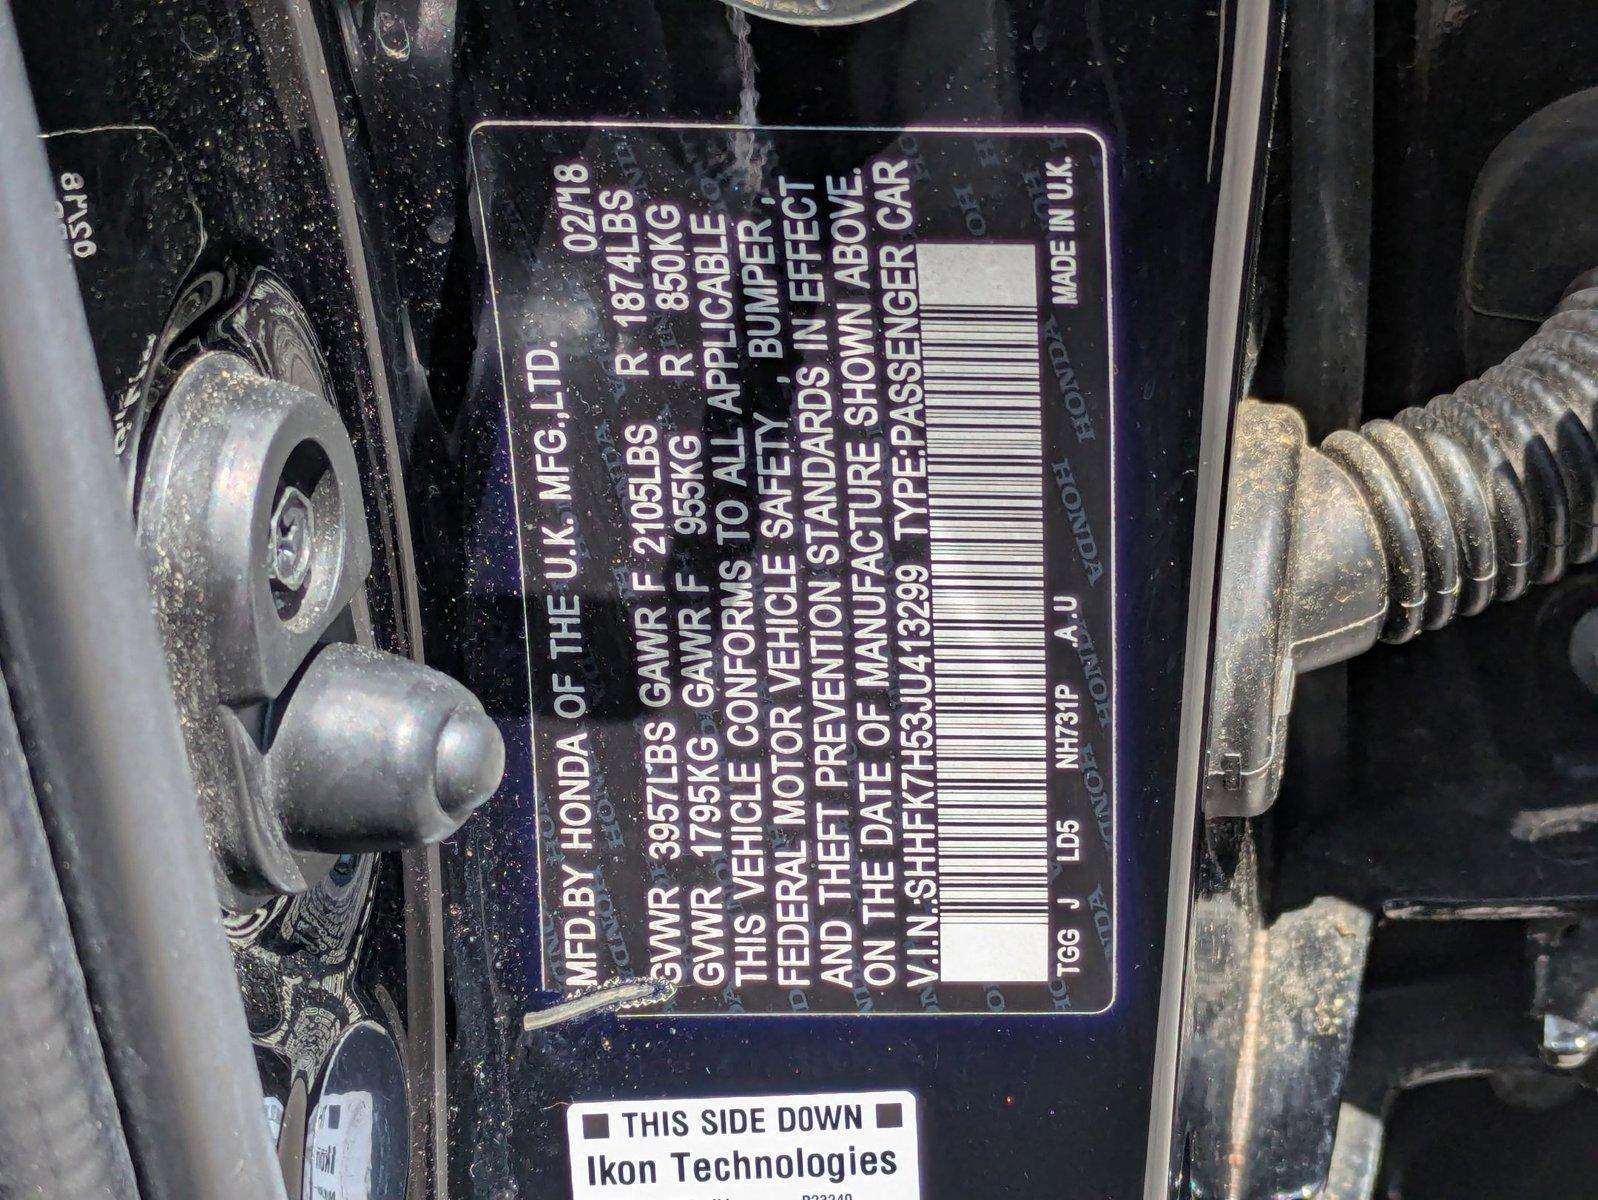 MFD.BY HONDA OF THE U.K. MFG.,LTD. 02/18
GVWR 3957LBS GAWR F 2105LBS R 1874LBS
GVWR 1795KG GAWR F 955KG R 850KG
THIS VEHICLE CONFORMS TO ALL APPLICABLE
FEDERAL MOTOR VEHICLE SAFETY , BUMPER ,
AND THEFT PREVENTION STANDARDS IN EFFECT
ON THE DATE OF MANUFACTURE SHOWN ABOVE.
V.I.N.:SHHFK7H53JU413299 TYPE:PASSENGER CAR
TGG J LD5 NH731P .A.U MADE IN U.K.
■ THIS SIDE DOWN ■
Ikon Technologies
02/18